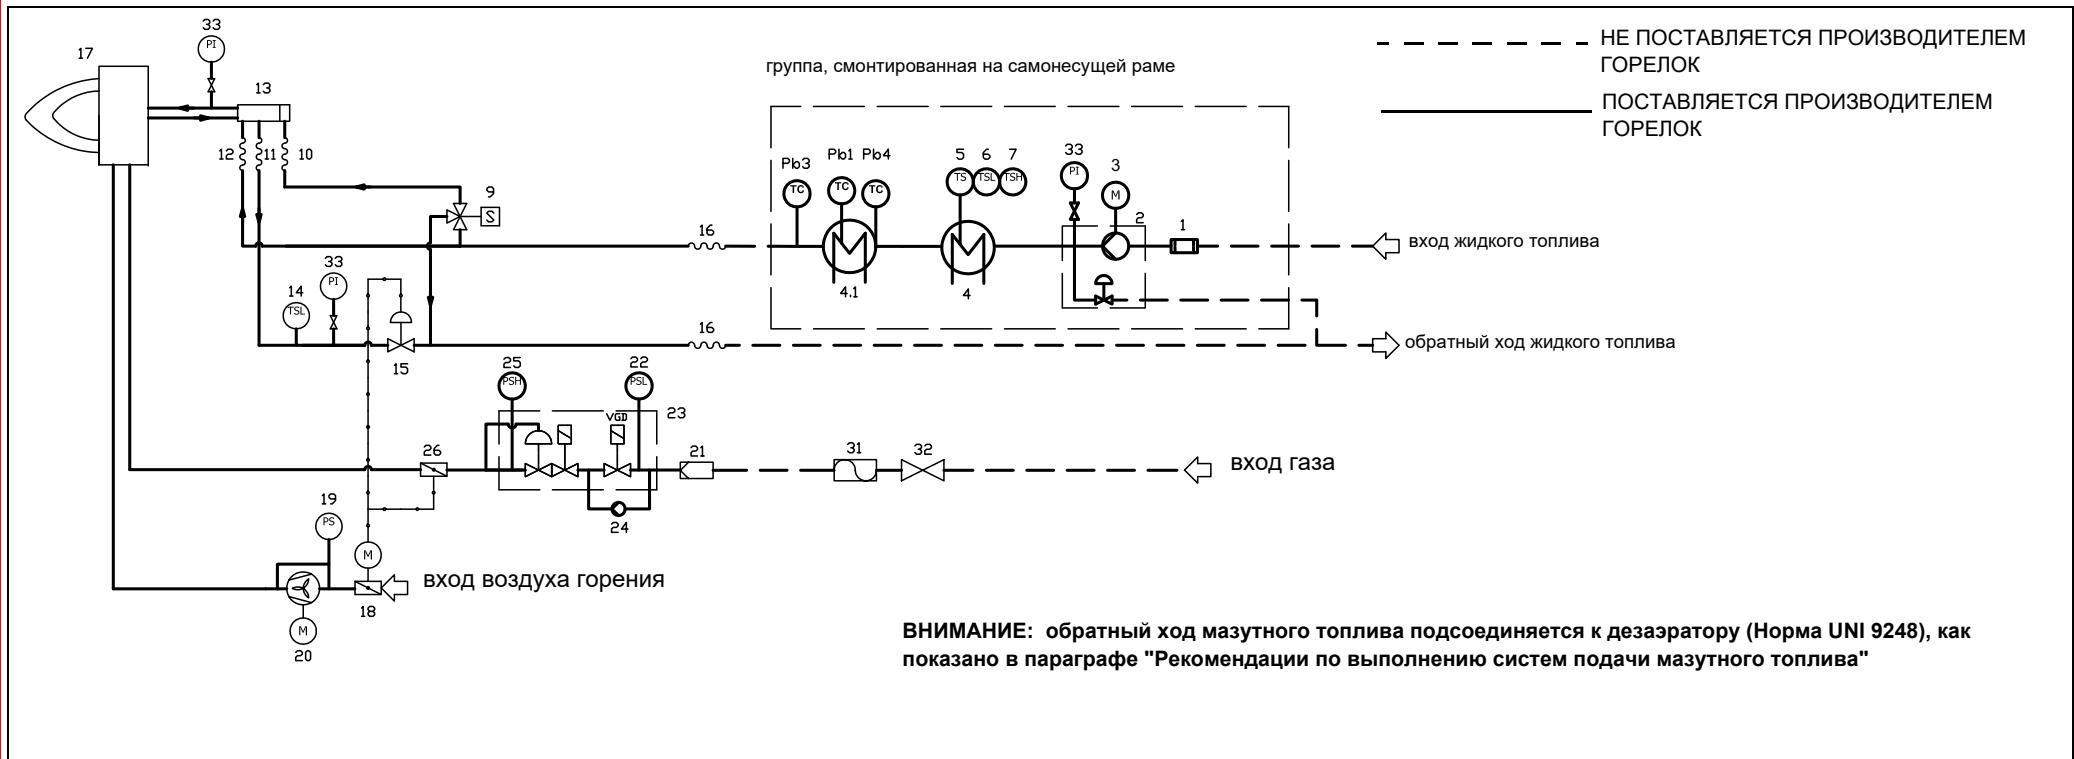 33
PI
17
13
12
11
10
9
S
16
33
PI
14
TSL
15
16
НЕ ПОСТАВЛЯЕТСЯ ПРОИЗВОДИТЕЛЕМ
ГОРЕЛОК
ПОСТАВЛЯЕТСЯ ПРОИЗВОДИТЕЛЕМ
ГОРЕЛОК
группа, смонтированная на самонесущей раме
Pb3
Pb1
Pb4
TC
TC
TC
4.1
5
6
7
TS
TSL
TSH
4
33
PI
3
M
2
1
вход жидкого топлива
обратный ход жидкого топлива
25
PSH
22
PSL
VGD
23
26
24
21
31
32
вход газа
19
PS
M
18
вход воздуха горения
M
20
ВНИМАНИЕ: обратный ход мазутного топлива подсоединяется к дезаэратору (Норма UNI 9248), как
показано в параграфе "Рекомендации по выполнению систем подачи мазутного топлива"